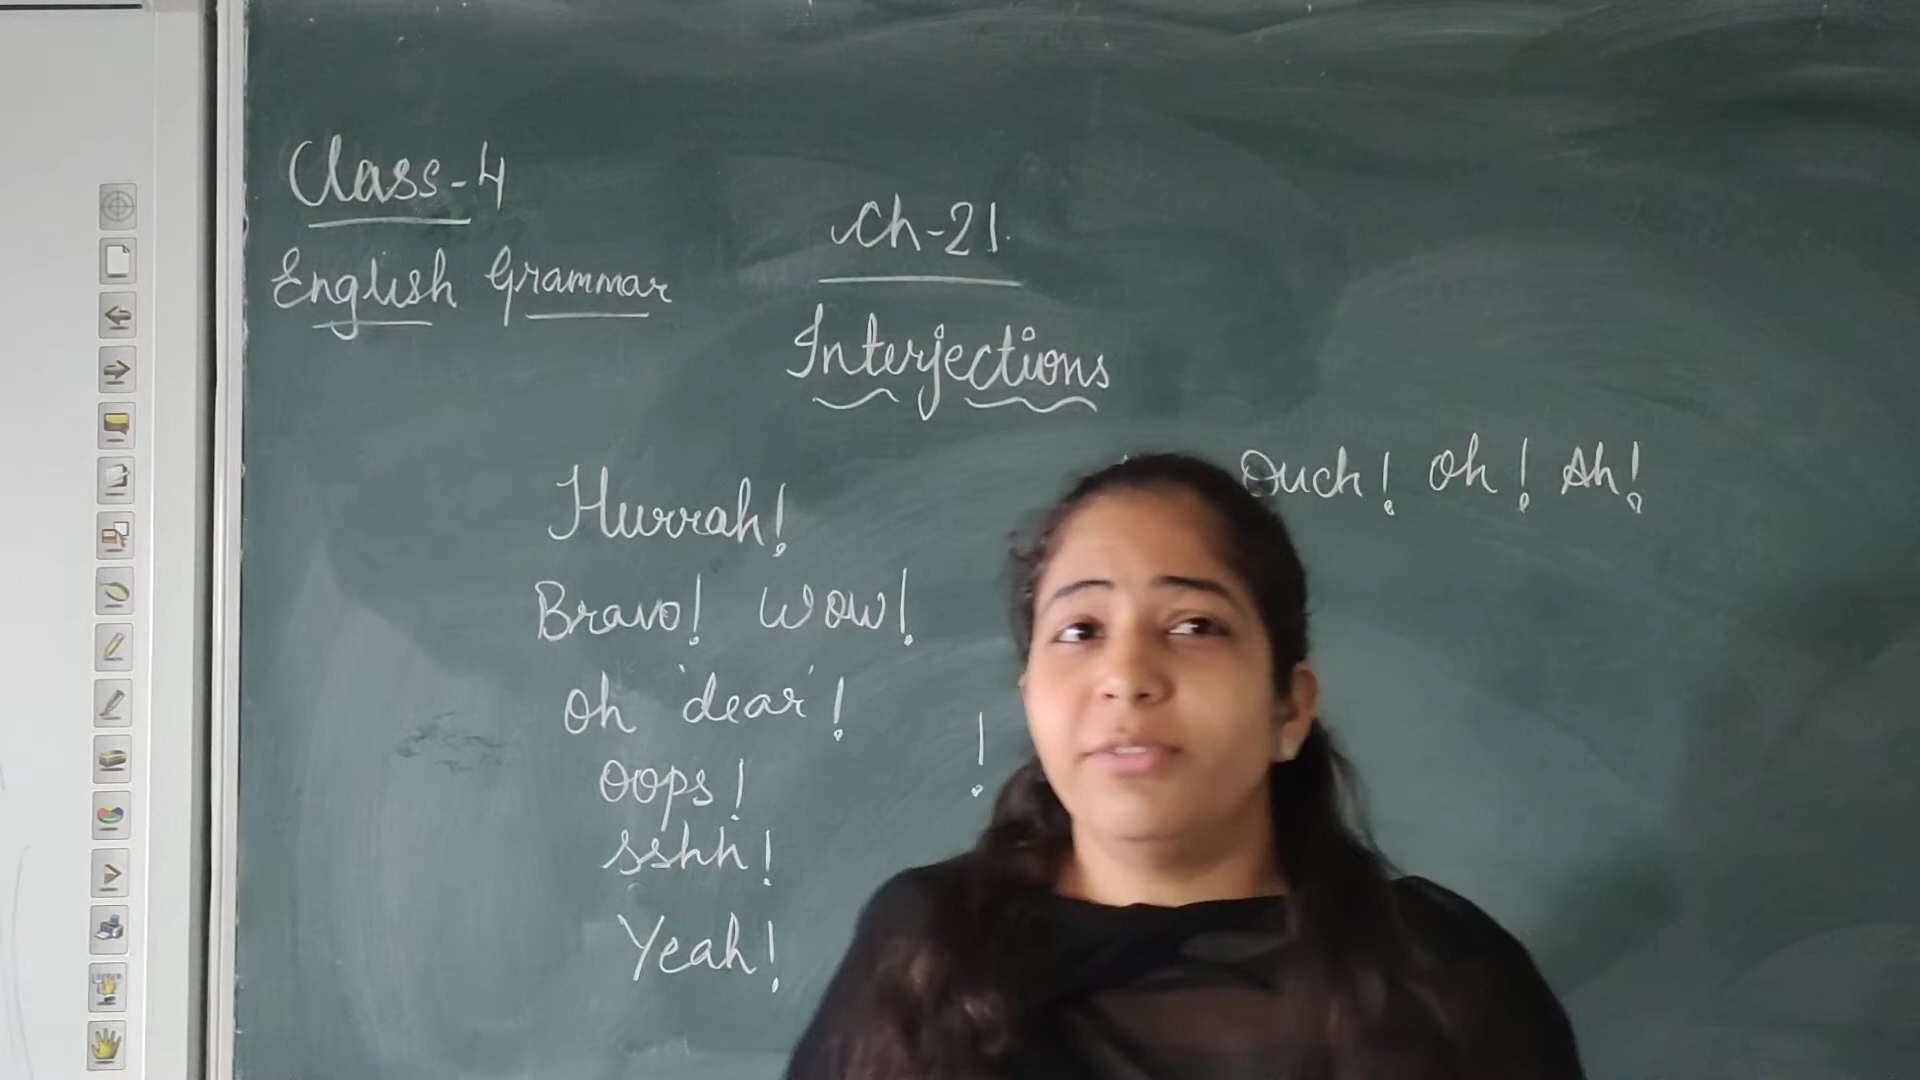 Class-4
English Grammar
Ch-21.
Interjections
Hurrah!
Bravo! Wow!
Oh 'dear'!
Oops!
Sshh!
Yeah!
!
Ouch! Oh! Ah!